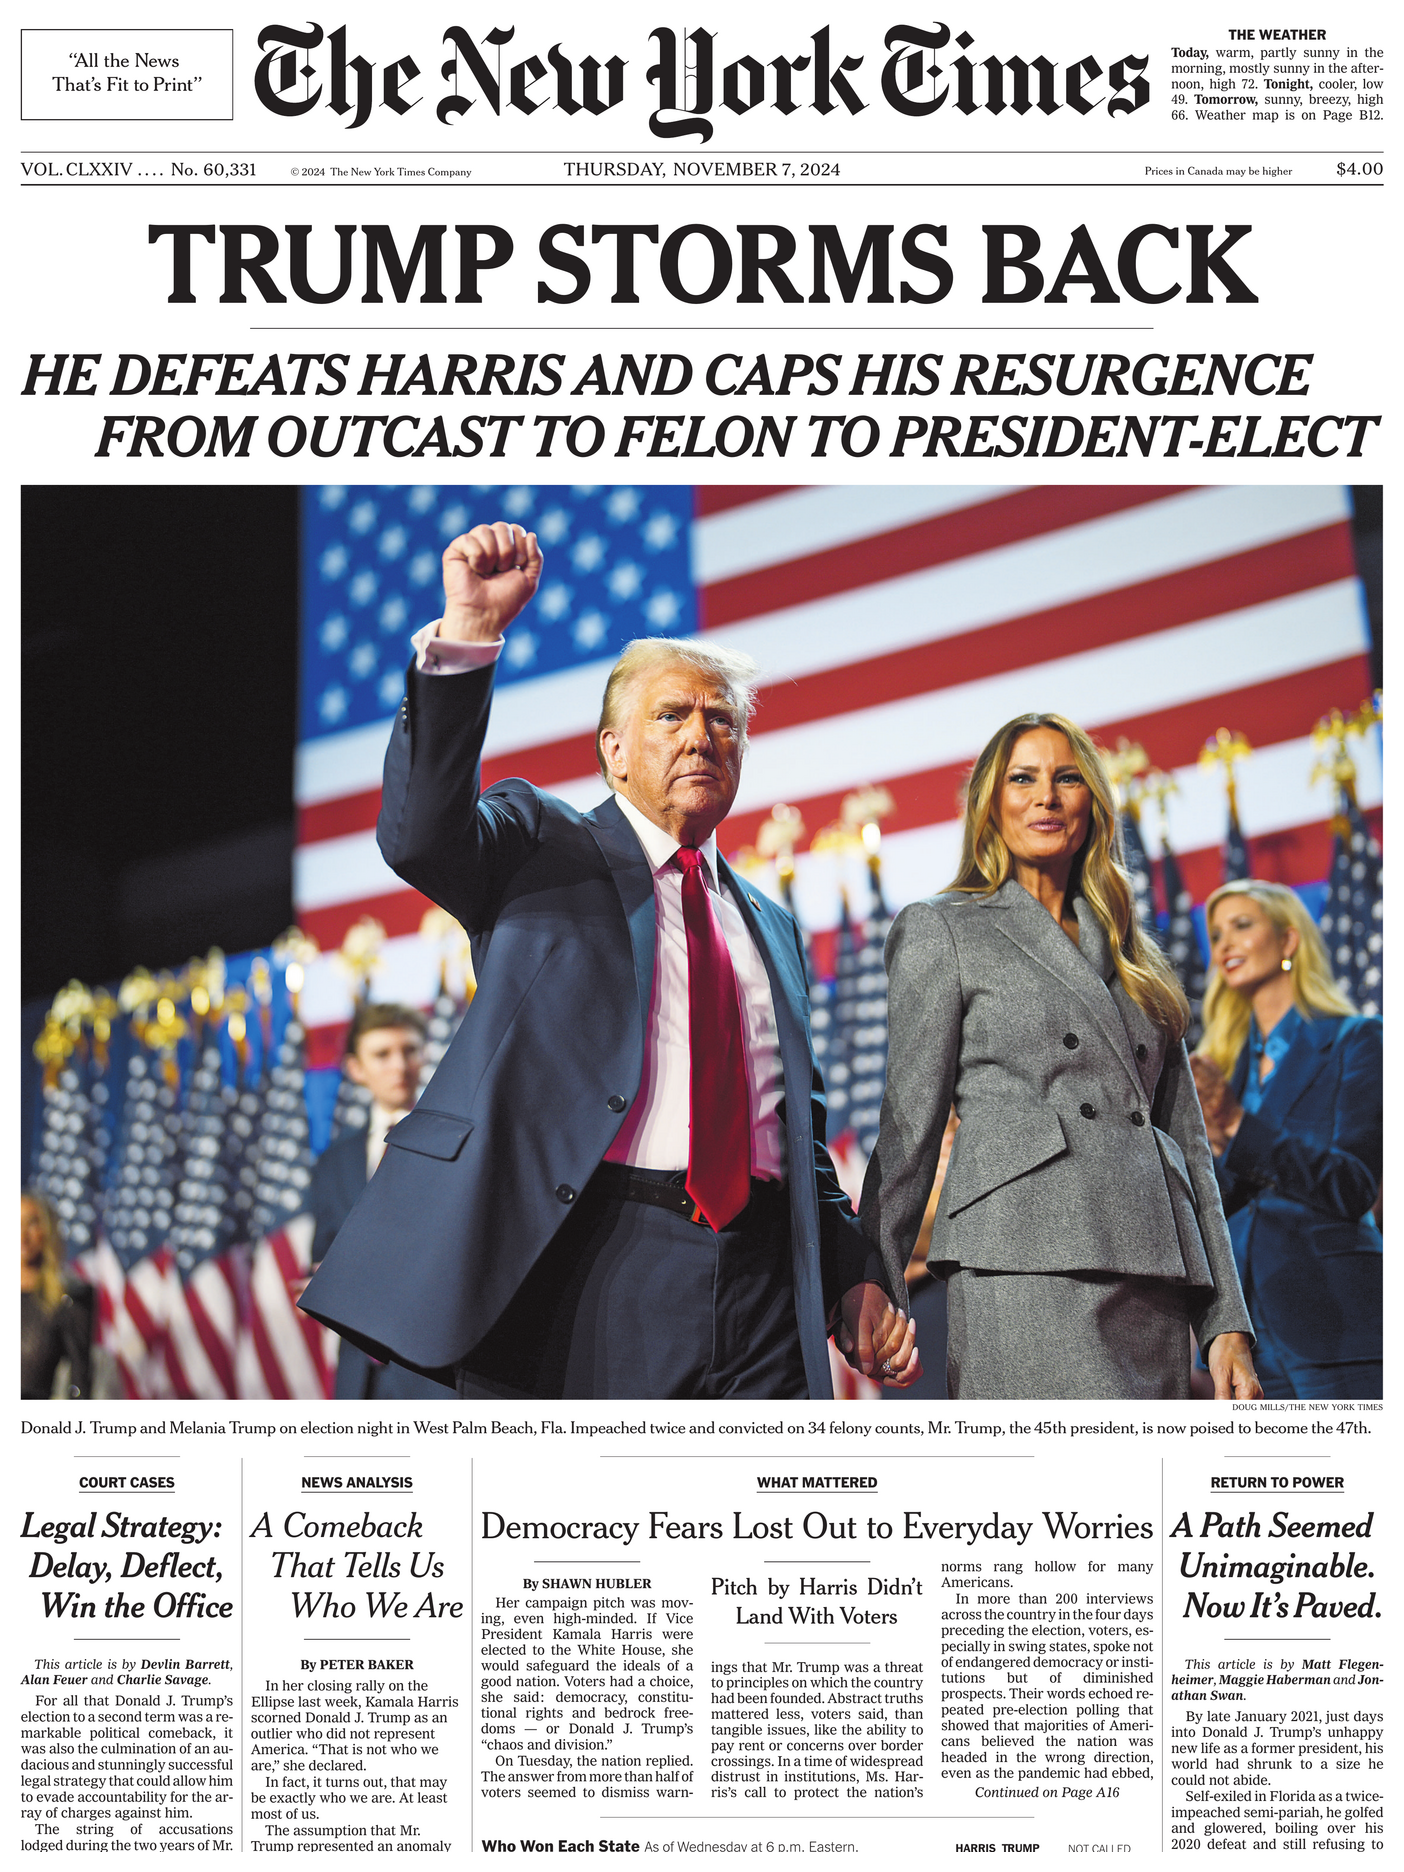 “All the News
That’s Fit to Print”
The New York Times
THE WEATHER
Today, warm, partly sunny in the
morning, mostly sunny in the after-
noon, high 72. Tonight, cooler, low
49. Tomorrow, sunny, breezy, high
66. Weather map is on Page B12.
VOL. CLXXIV .... No. 60,331
© 2024 The New York Times Company
THURSDAY, NOVEMBER 7, 2024
Prices in Canada may be higher
$4.00
TRUMP STORMS BACK
HE DEFEATS HARRIS AND CAPS HIS RESURGENCE
FROM OUTCAST TO FELON TO PRESIDENT-ELECT
DOUG MILLS/THE NEW YORK TIMES
Donald J. Trump and Melania Trump on election night in West Palm Beach, Fla. Impeached twice and convicted on 34 felony counts, Mr. Trump, the 45th president, is now poised to become the 47th.
COURT CASES
Legal Strategy:
Delay, Deflect,
Win the Office
This article is by Devlin Barrett,
Alan Feuer and Charlie Savage.
For all that Donald J. Trump’s
election to a second term was a re-
markable political comeback, it
was also the culmination of an au-
dacious and stunningly successful
legal strategy that could allow him
to evade accountability for the ar-
ray of charges against him.
The string of accusations
lodged during the two years of Mr.
NEWS ANALYSIS
A Comeback
That Tells Us
Who We Are
By PETER BAKER
In her closing rally on the
Ellipse last week, Kamala Harris
scorned Donald J. Trump as an
outlier who did not represent
America. “That is not who we
are,” she declared.
In fact, it turns out, that may
be exactly who we are. At least
most of us.
The assumption that Mr.
Trump represented an anomaly
WHAT MATTERED
Democracy Fears Lost Out to Everyday Worries
By SHAWN HUBLER
Her campaign pitch was mov-
ing, even high-minded. If Vice
President Kamala Harris were
elected to the White House, she
would safeguard the ideals of a
good nation. Voters had a choice,
she said: democracy, constitu-
tional rights and bedrock free-
doms — or Donald J. Trump’s
“chaos and division.”
On Tuesday, the nation replied.
The answer from more than half of
voters seemed to dismiss warn-
Pitch by Harris Didn’t
Land With Voters
ings that Mr. Trump was a threat
to principles on which the country
had been founded. Abstract truths
mattered less, voters said, than
tangible issues, like the ability to
pay rent or concerns over border
crossings. In a time of widespread
distrust in institutions, Ms. Har-
ris’s call to protect the nation’s
norms rang hollow for many
Americans.
In more than 200 interviews
across the country in the four days
preceding the election, voters, es-
pecially in swing states, spoke not
of endangered democracy or insti-
tutions but of diminished
prospects. Their words echoed re-
peated pre-election polling that
showed that majorities of Ameri-
cans believed the nation was
headed in the wrong direction,
even as the pandemic had ebbed,
Continued on Page A16
Who Won Each State As of Wednesday at 6 p.m. Eastern.
HARRIS TRUMP NOT CALLED
RETURN TO POWER
A Path Seemed
Unimaginable.
Now It’s Paved.
This article is by Matt Flegen-
heimer, Maggie Haberman and Jon-
athan Swan.
By late January 2021, just days
into Donald J. Trump’s unhappy
new life as a former president, his
world had shrunk to a size he
could not abide.
Self-exiled in Florida as a twice-
impeached semi-pariah, he golfed
and glowered, boiling over his
2020 defeat and still refusing to